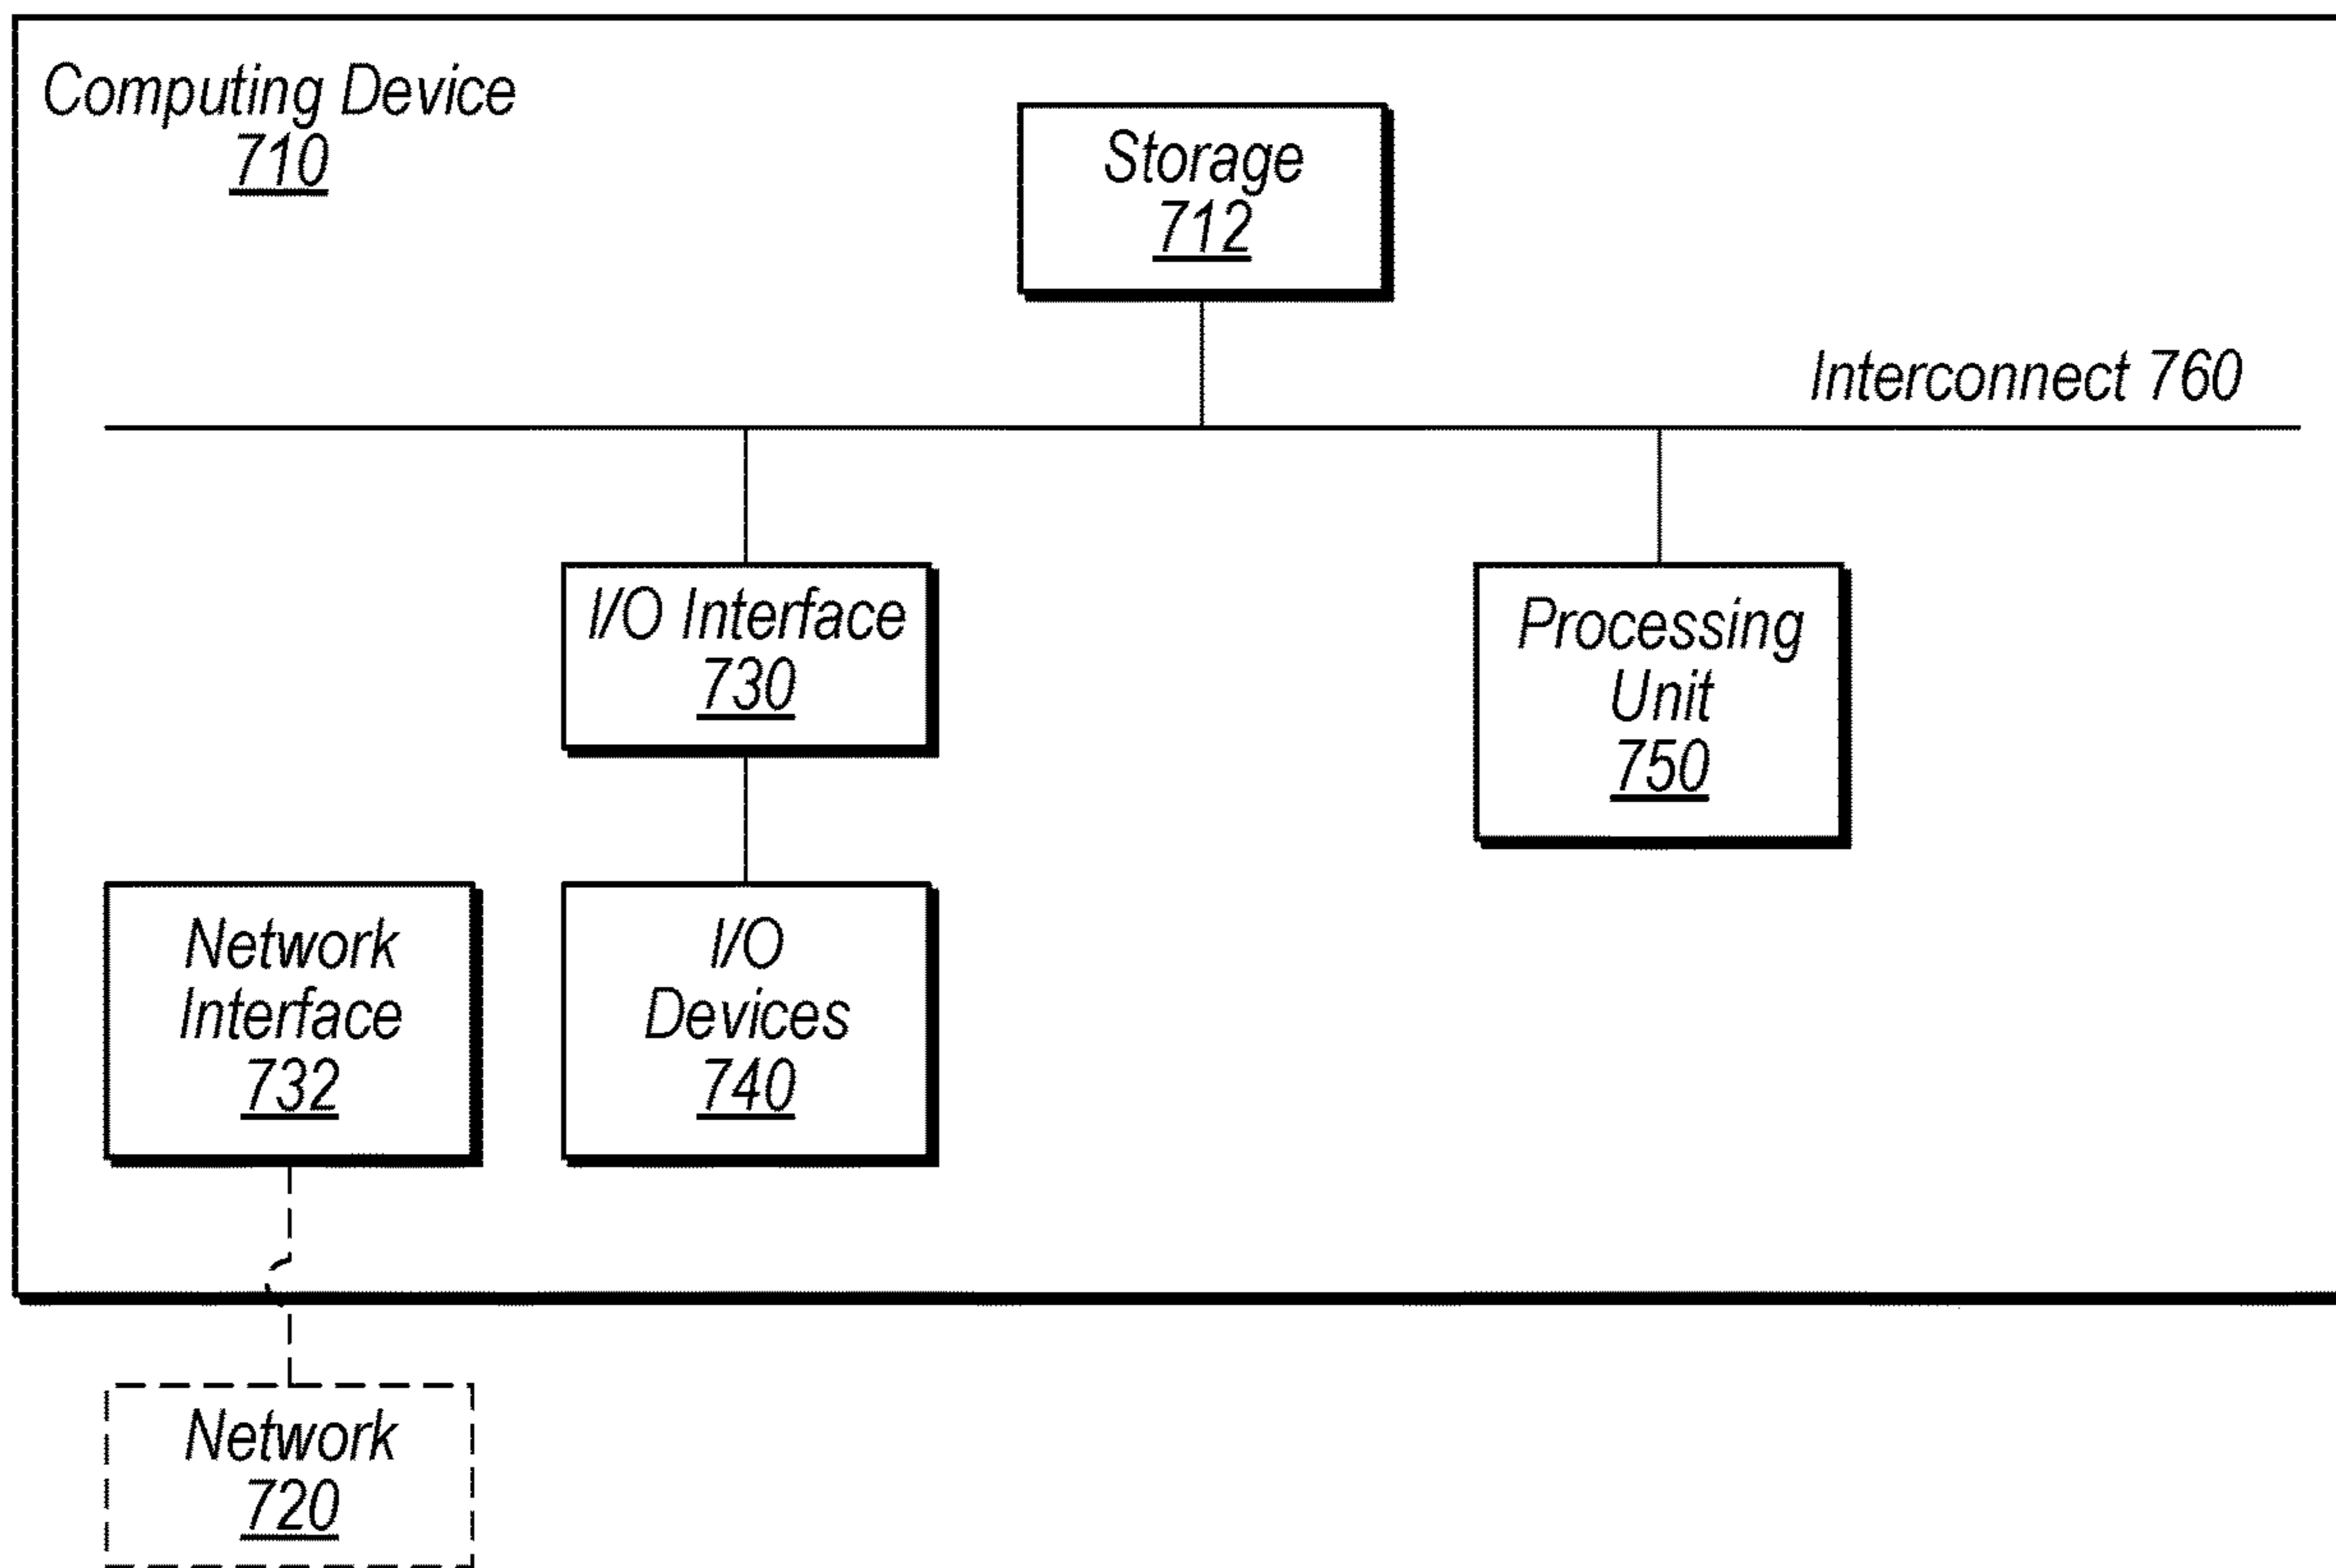 Computing Device
710
Storage
712
Interconnect 760
I/O Interface
730
Processing
Unit
750
Network
Interface
732
I/O
Devices
740
Network
720